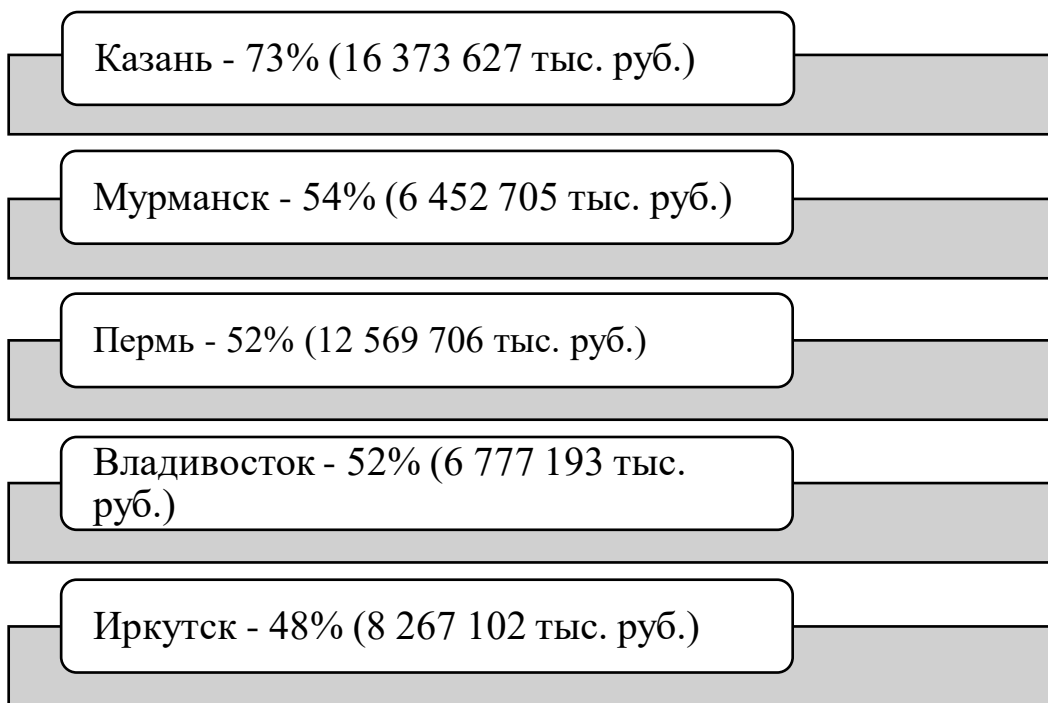 Казань - 73% (16 373 627 тыс. руб.)
Мурманск - 54% (6 452 705 тыс. руб.)
Пермь - 52% (12 569 706 тыс. руб.)
Владивосток - 52% (6 777 193 тыс.
руб.)
Иркутск - 48% (8 267 102 тыс. руб.)